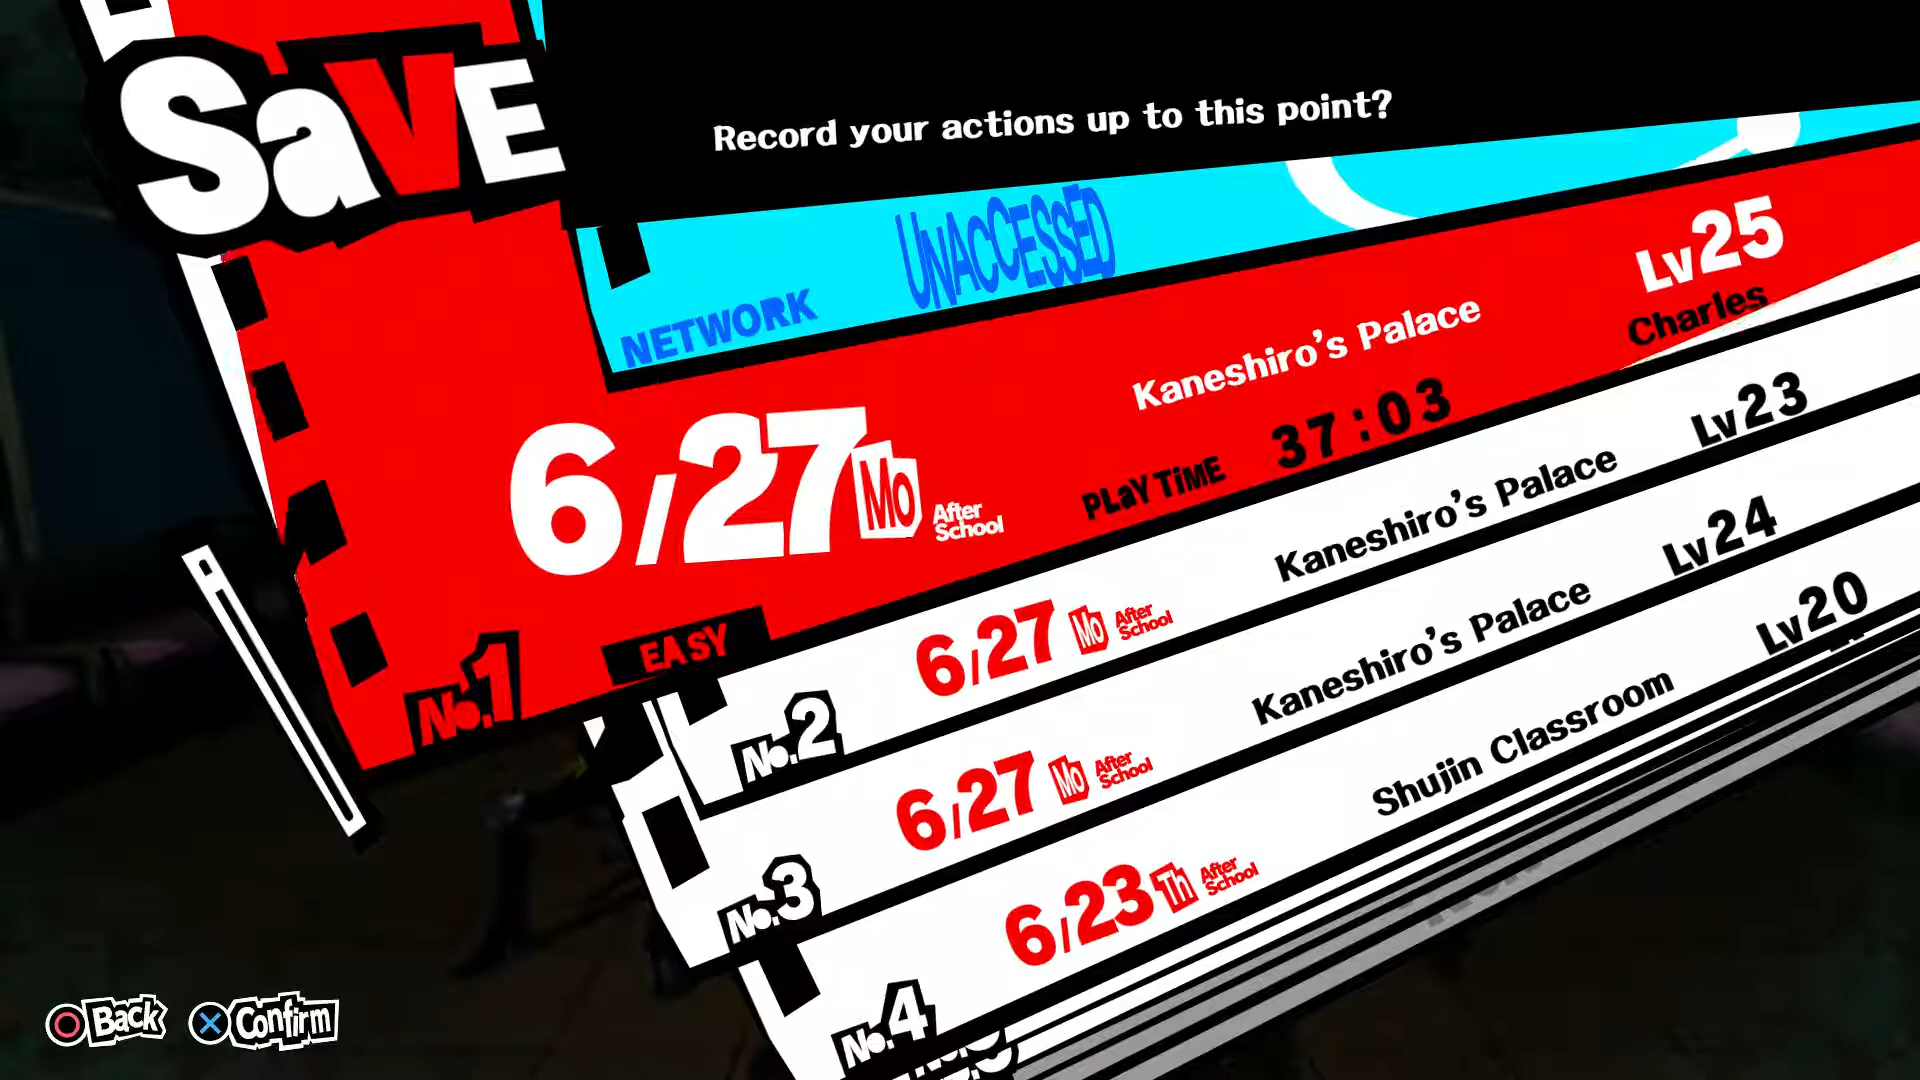 SaVE
Record your actions up to this point?
NETWORK
UNACCESSED
Lv25
Charles
Kaneshiro's Palace
PLaY TiME 37:03
6/27 Mo After School
No.1
EASY
Lv23
Kaneshiro's Palace
6/27 Mo After School
No.2
Lv24
Kaneshiro's Palace
6/27 Mo After School
No.3
Lv20
Shujin Classroom
6/23 Th After School
No.4
Back
Confirm